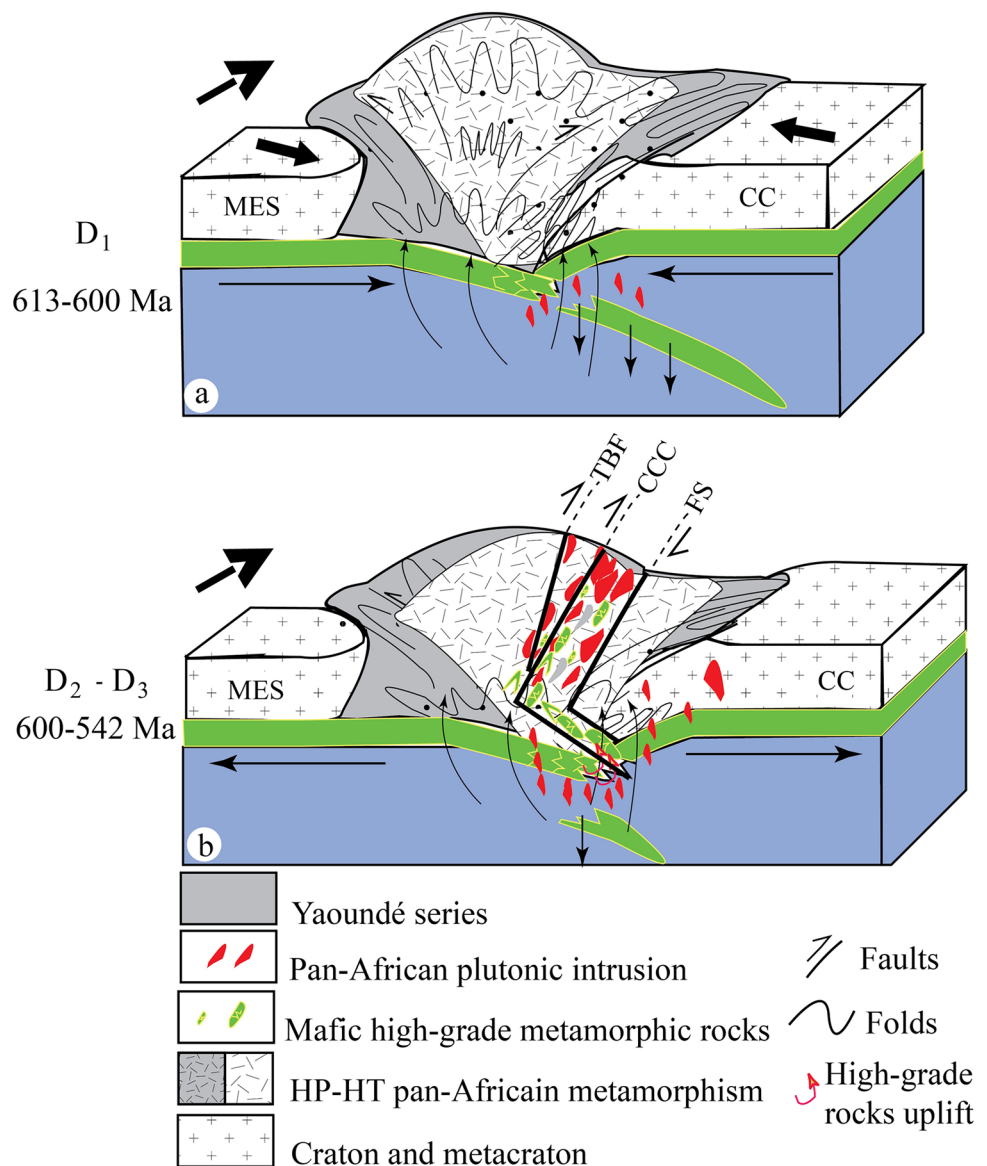 MES
CC
D1
613-600 Ma
a
TBF
CCC
FS
MES
CC
D2 - D3
600-542 Ma
b
Yaoundé series
Pan-African plutonic intrusion
Mafic high-grade metamorphic rocks
HP-HT pan-Africain metamorphism
Craton and metacraton
Faults
Folds
High-grade
rocks uplift